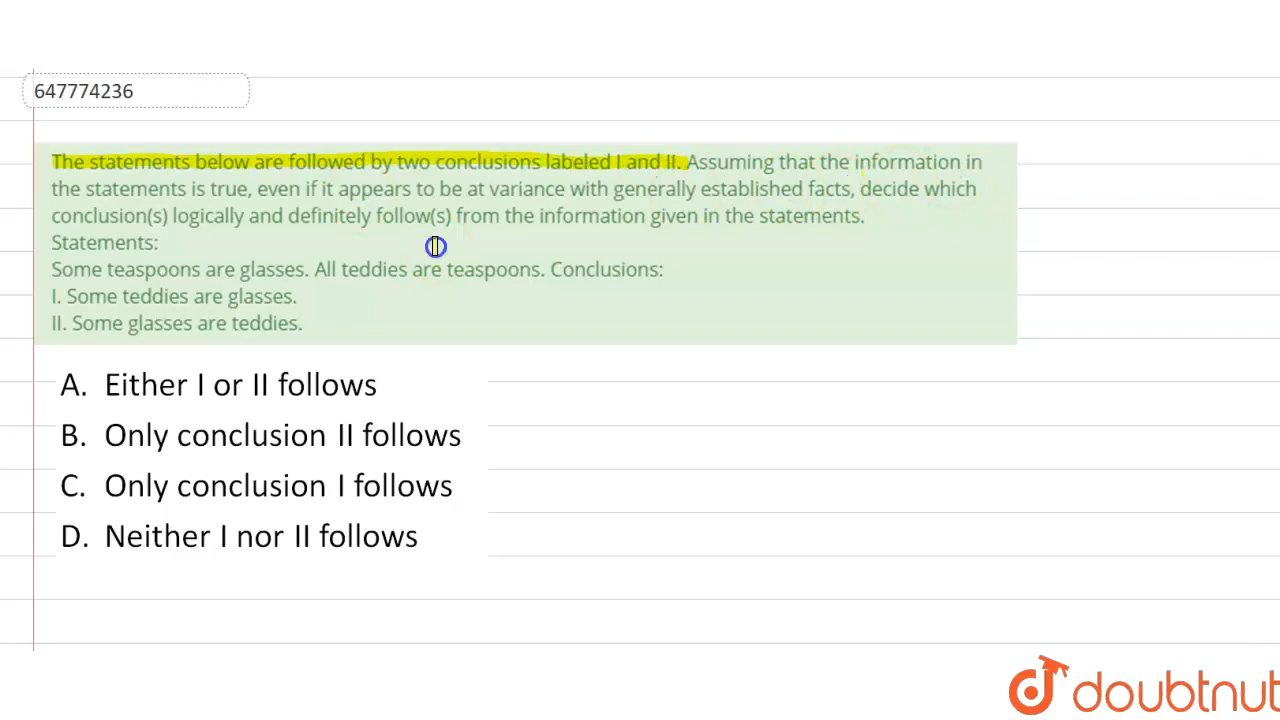 647774236
The statements below are followed by two conclusions labeled I and II. Assuming that the information in
the statements is true, even if it appears to be at variance with generally established facts, decide which
conclusion(s) logically and definitely follow(s) from the information given in the statements.
Statements:
Some teaspoons are glasses. All teddies are teaspoons. Conclusions:
I. Some teddies are glasses.
II. Some glasses are teddies.
A. Either I or II follows
B. Only conclusion II follows
C. Only conclusion I follows
D. Neither I nor II follows
doubtnut